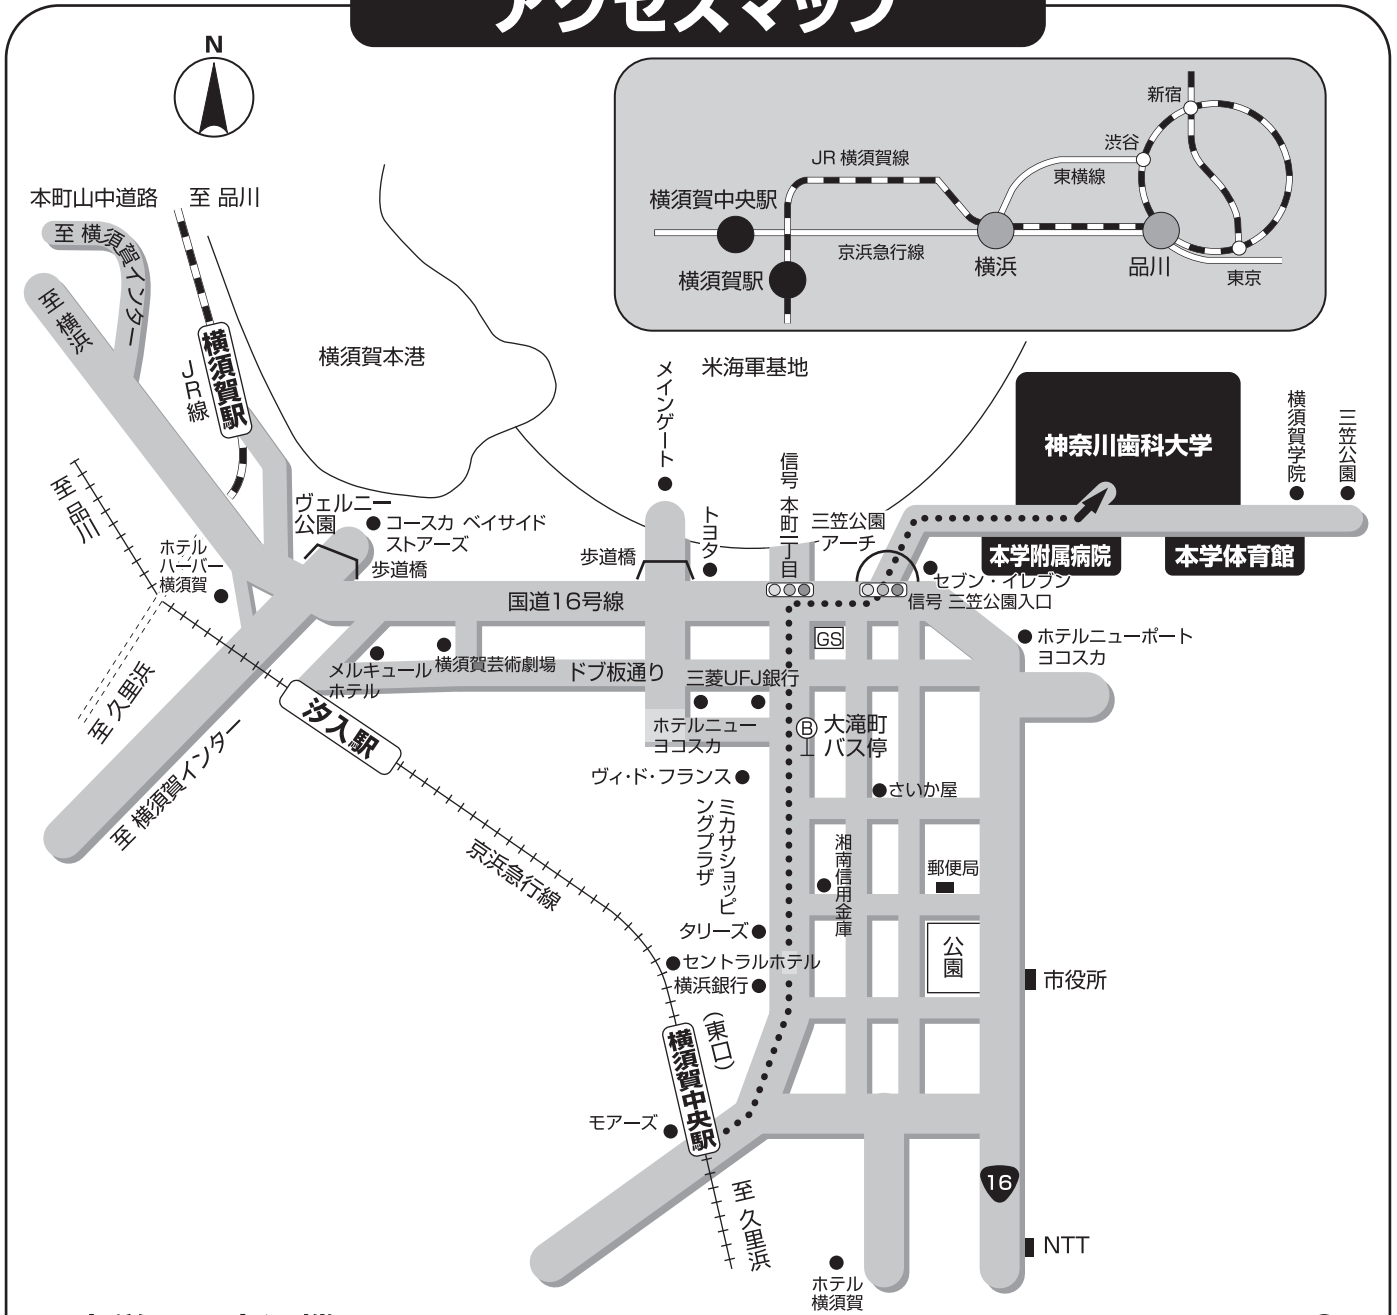 アクセスマップ
N
新宿
渋谷
JR 横須賀線
東横線
横須賀中央駅
京浜急行線
横須賀駅
横浜
品川
東京
本町山中道路
至 品川
至 横須賀インター
至 横浜
横須賀駅
JR線
横須賀本港
米海軍基地
メインゲート
神奈川歯科大学
横須賀学院
三笠公園
至 品川
ヴェルニー
公園
コースカ ベイサイド
ストアーズ
歩道橋
歩道橋
トヨタ
信号 本町一丁目
三笠公園
アーチ
本学附属病院
本学体育館
セブン・イレブン
信号 三笠公園入口
ホテル
ハーバー
横須賀
国道16号線
GS
ホテルニューポート
ヨコスカ
メルキュール
ホテル
横須賀芸術劇場
ドブ板通り
三菱UFJ銀行
至 久里浜
汐入駅
ホテルニュー
ヨコスカ
B
大滝町
バス停
至 横須賀インター
ヴィ・ド・フランス
さいか屋
ミカサショッピ
ングプラザ
湘南信用金庫
郵便局
京浜急行線
タリーズ
公園
セントラルホテル
横浜銀行
市役所
(東口)
横須賀中央駅
モアーズ
16
至 久里浜
NTT
ホテル
横須賀